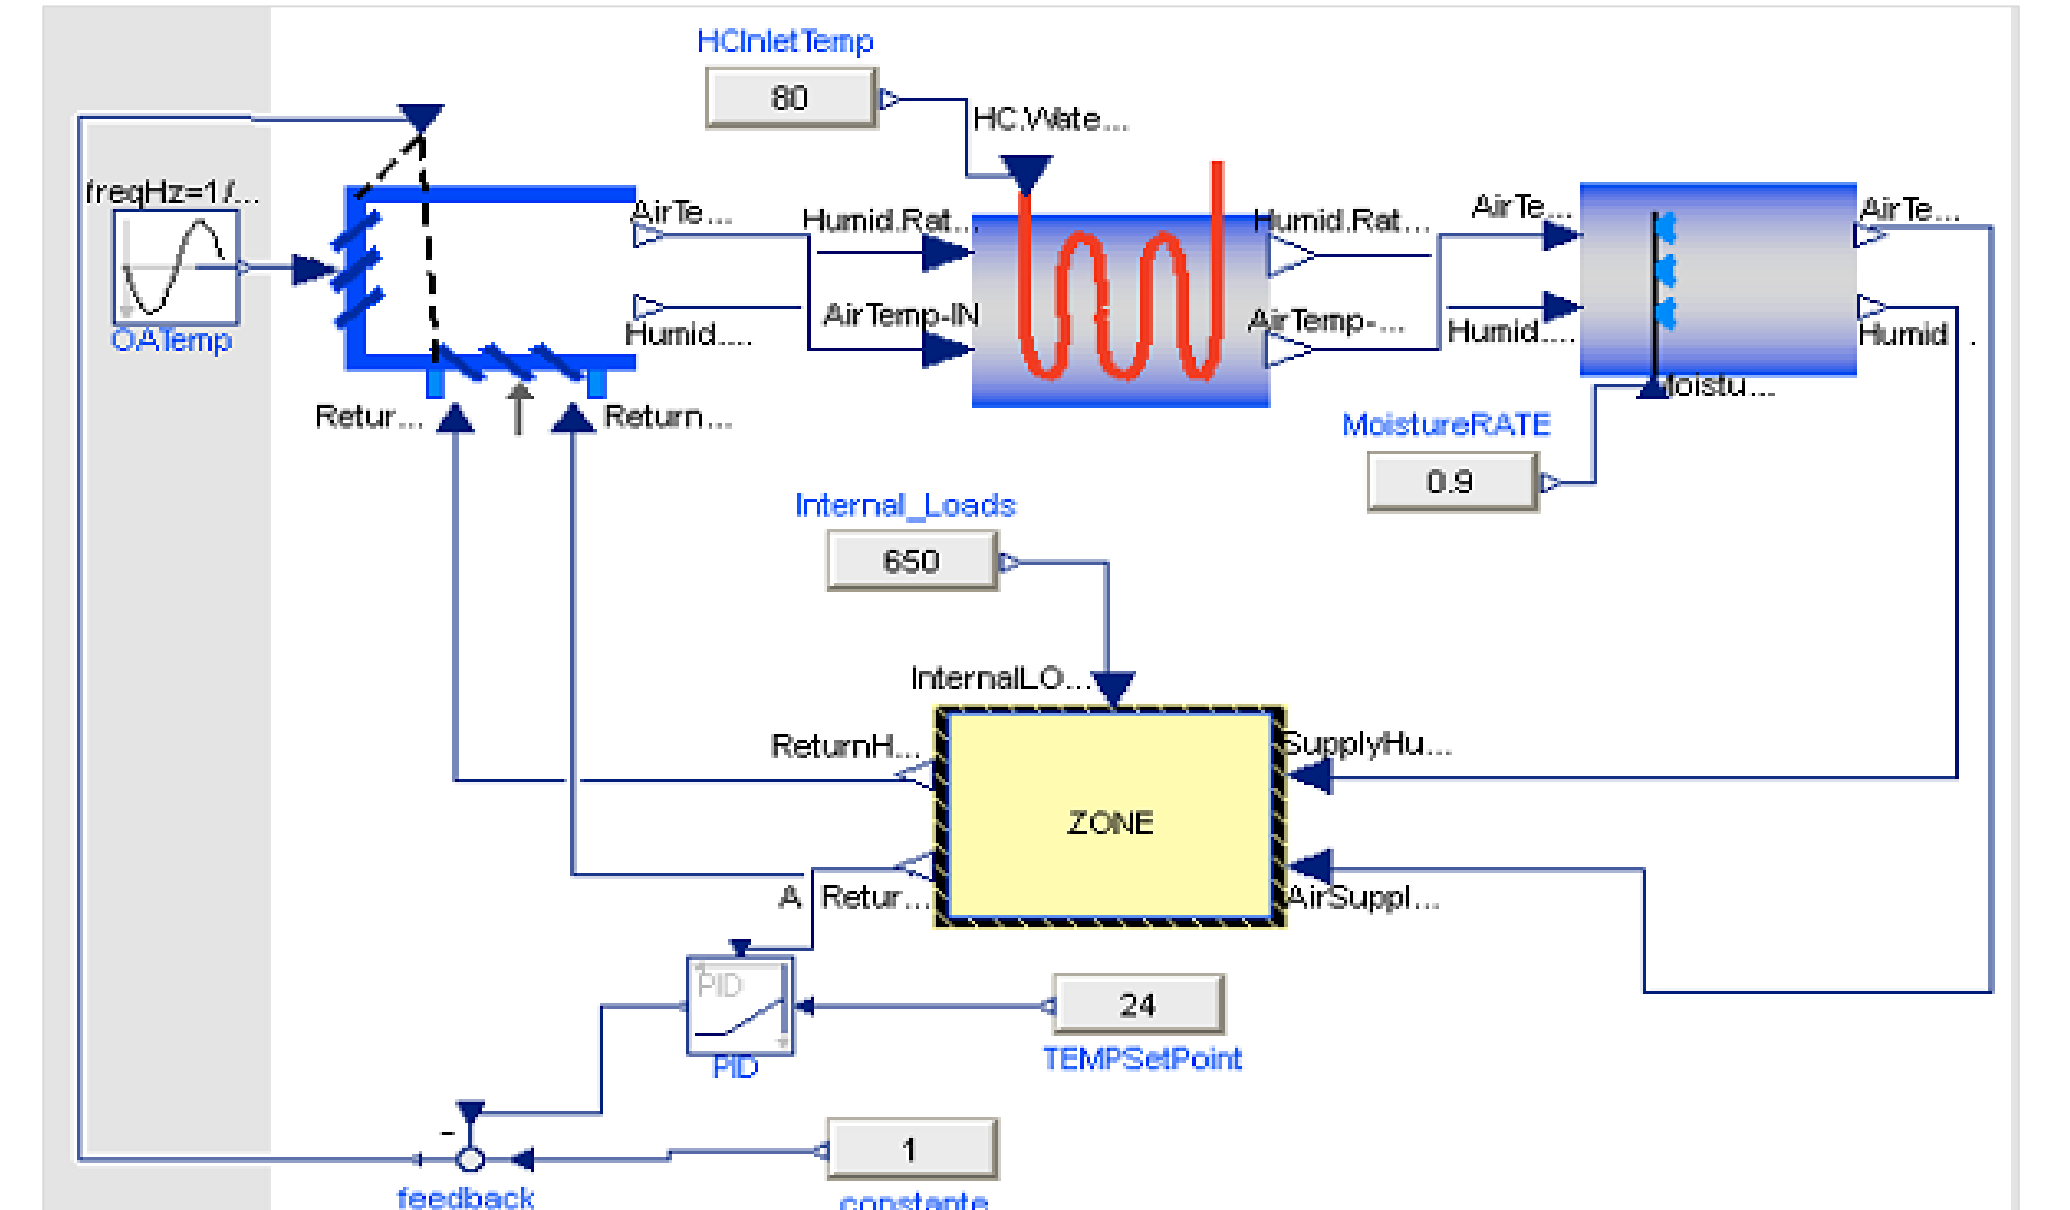 HCInletTemp
80
HC.Wate...
freqHz=1/...
AirTe...
Humid.Rat...
Humid.Rat...
AirTe...
AirTe...
OATemp
Humid....
AirTemp-IN
AirTemp-...
Humid....
Humid .
Retur...
Return...
Moistu...
MoistureRATE
0.9
Internal_Loads
650
InternalLO...
ReturnH...
SupplyHu...
ZONE
A Retur...
AirSuppl...
PID
24
PID
TEMPSetPoint
-
1
feedback
constante